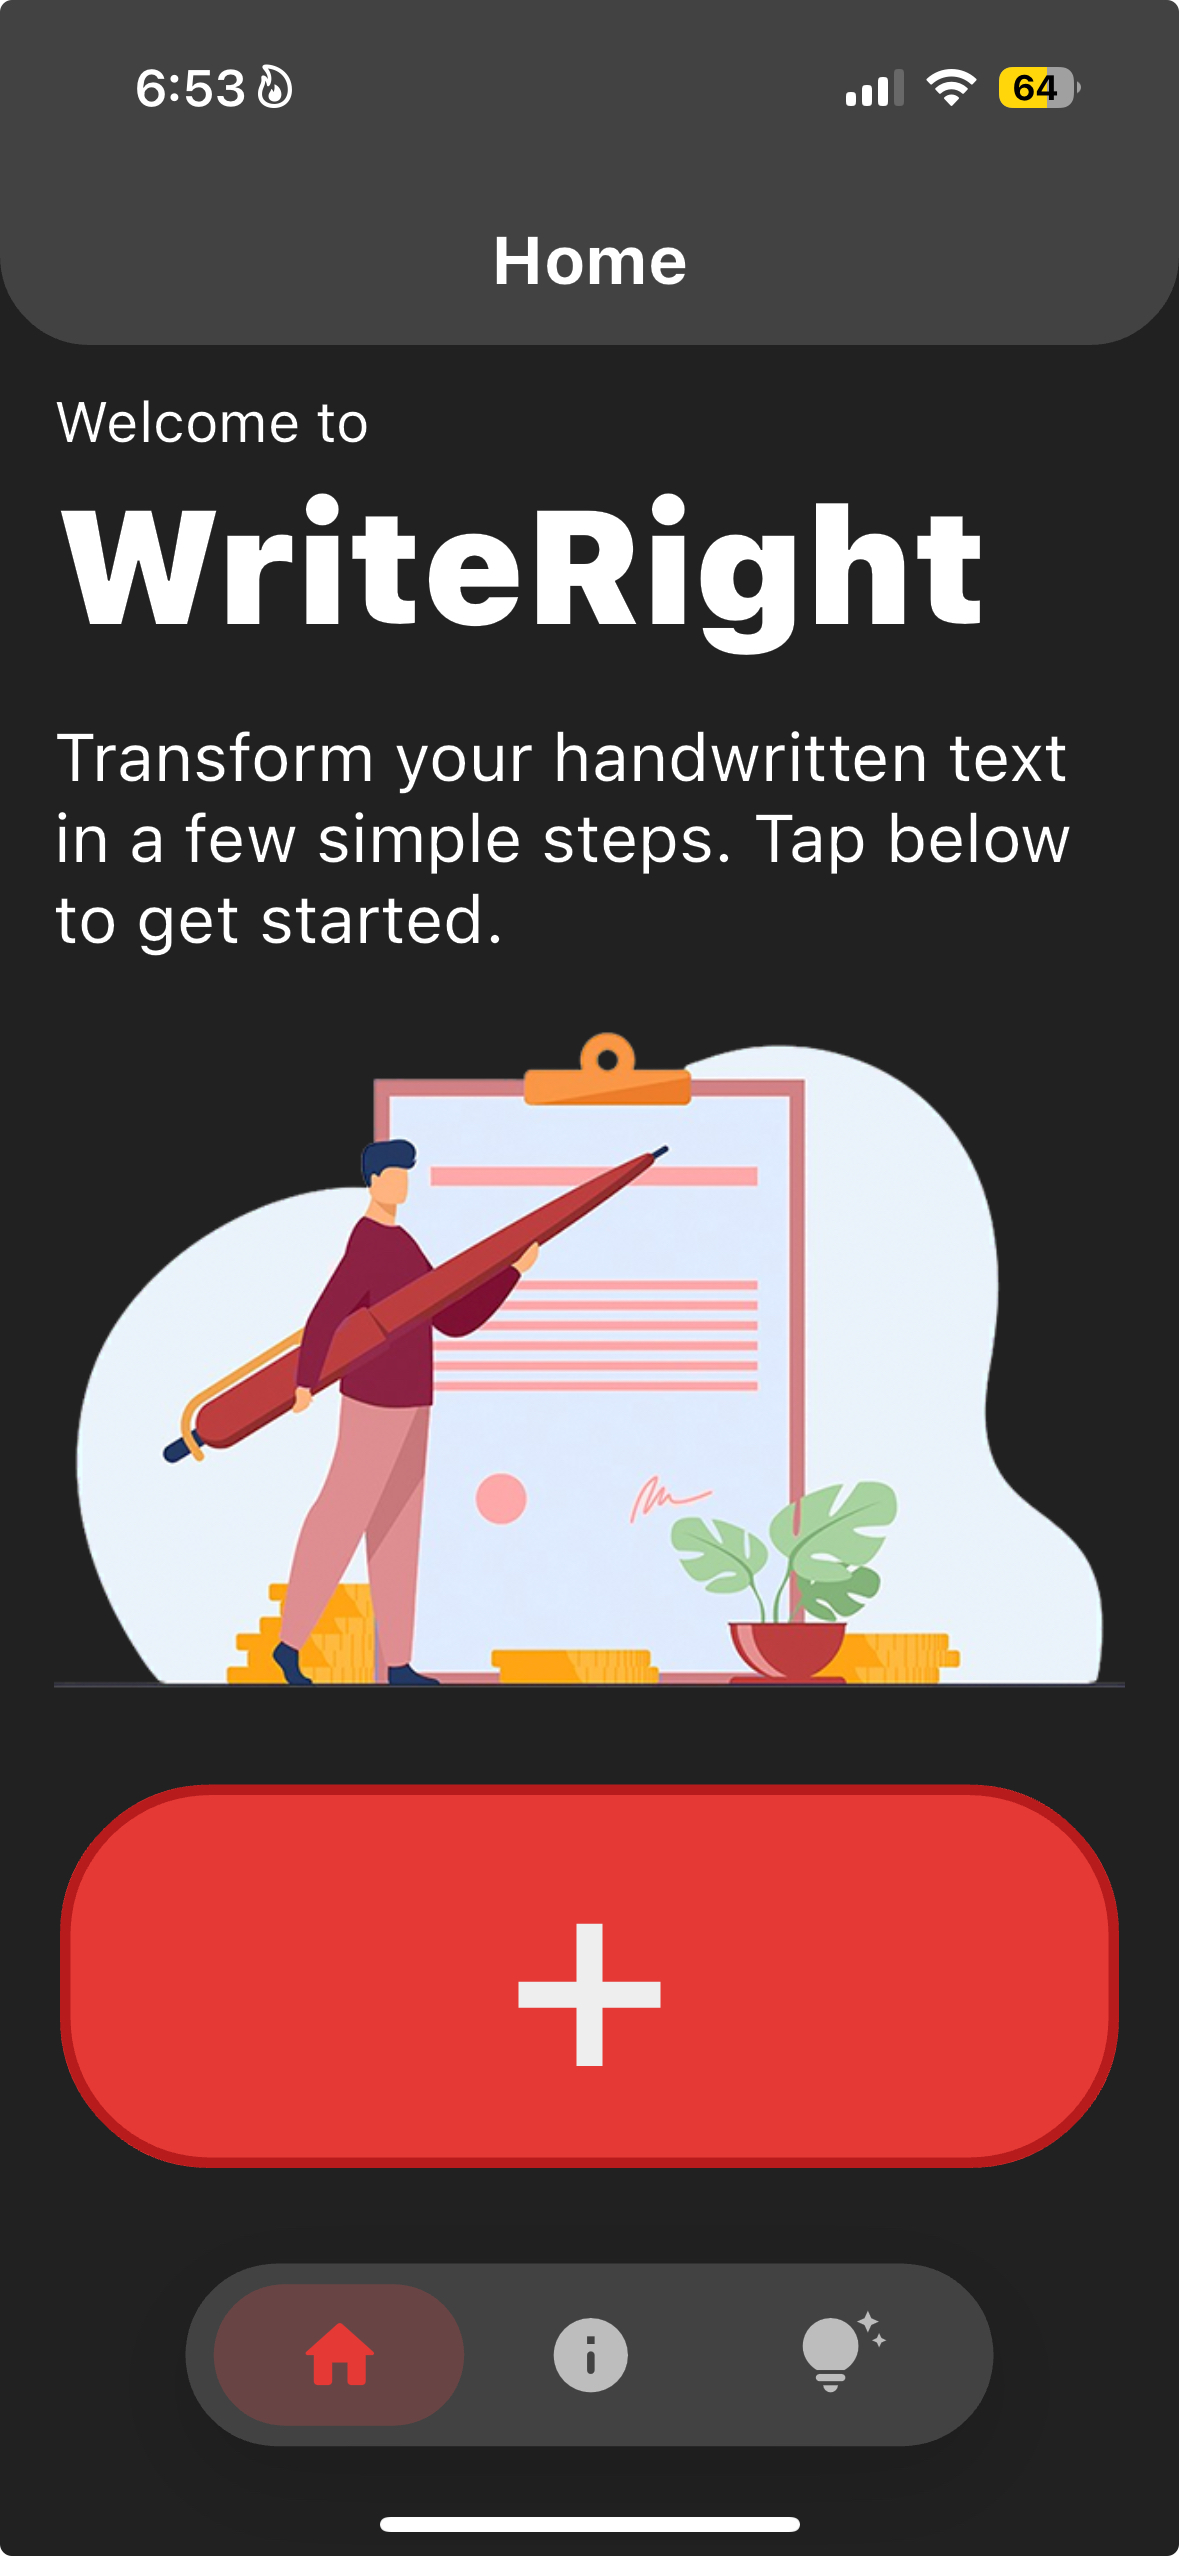 6:53
64
Home
Welcome to
WriteRight
Transform your handwritten text
in a few simple steps. Tap below
to get started.